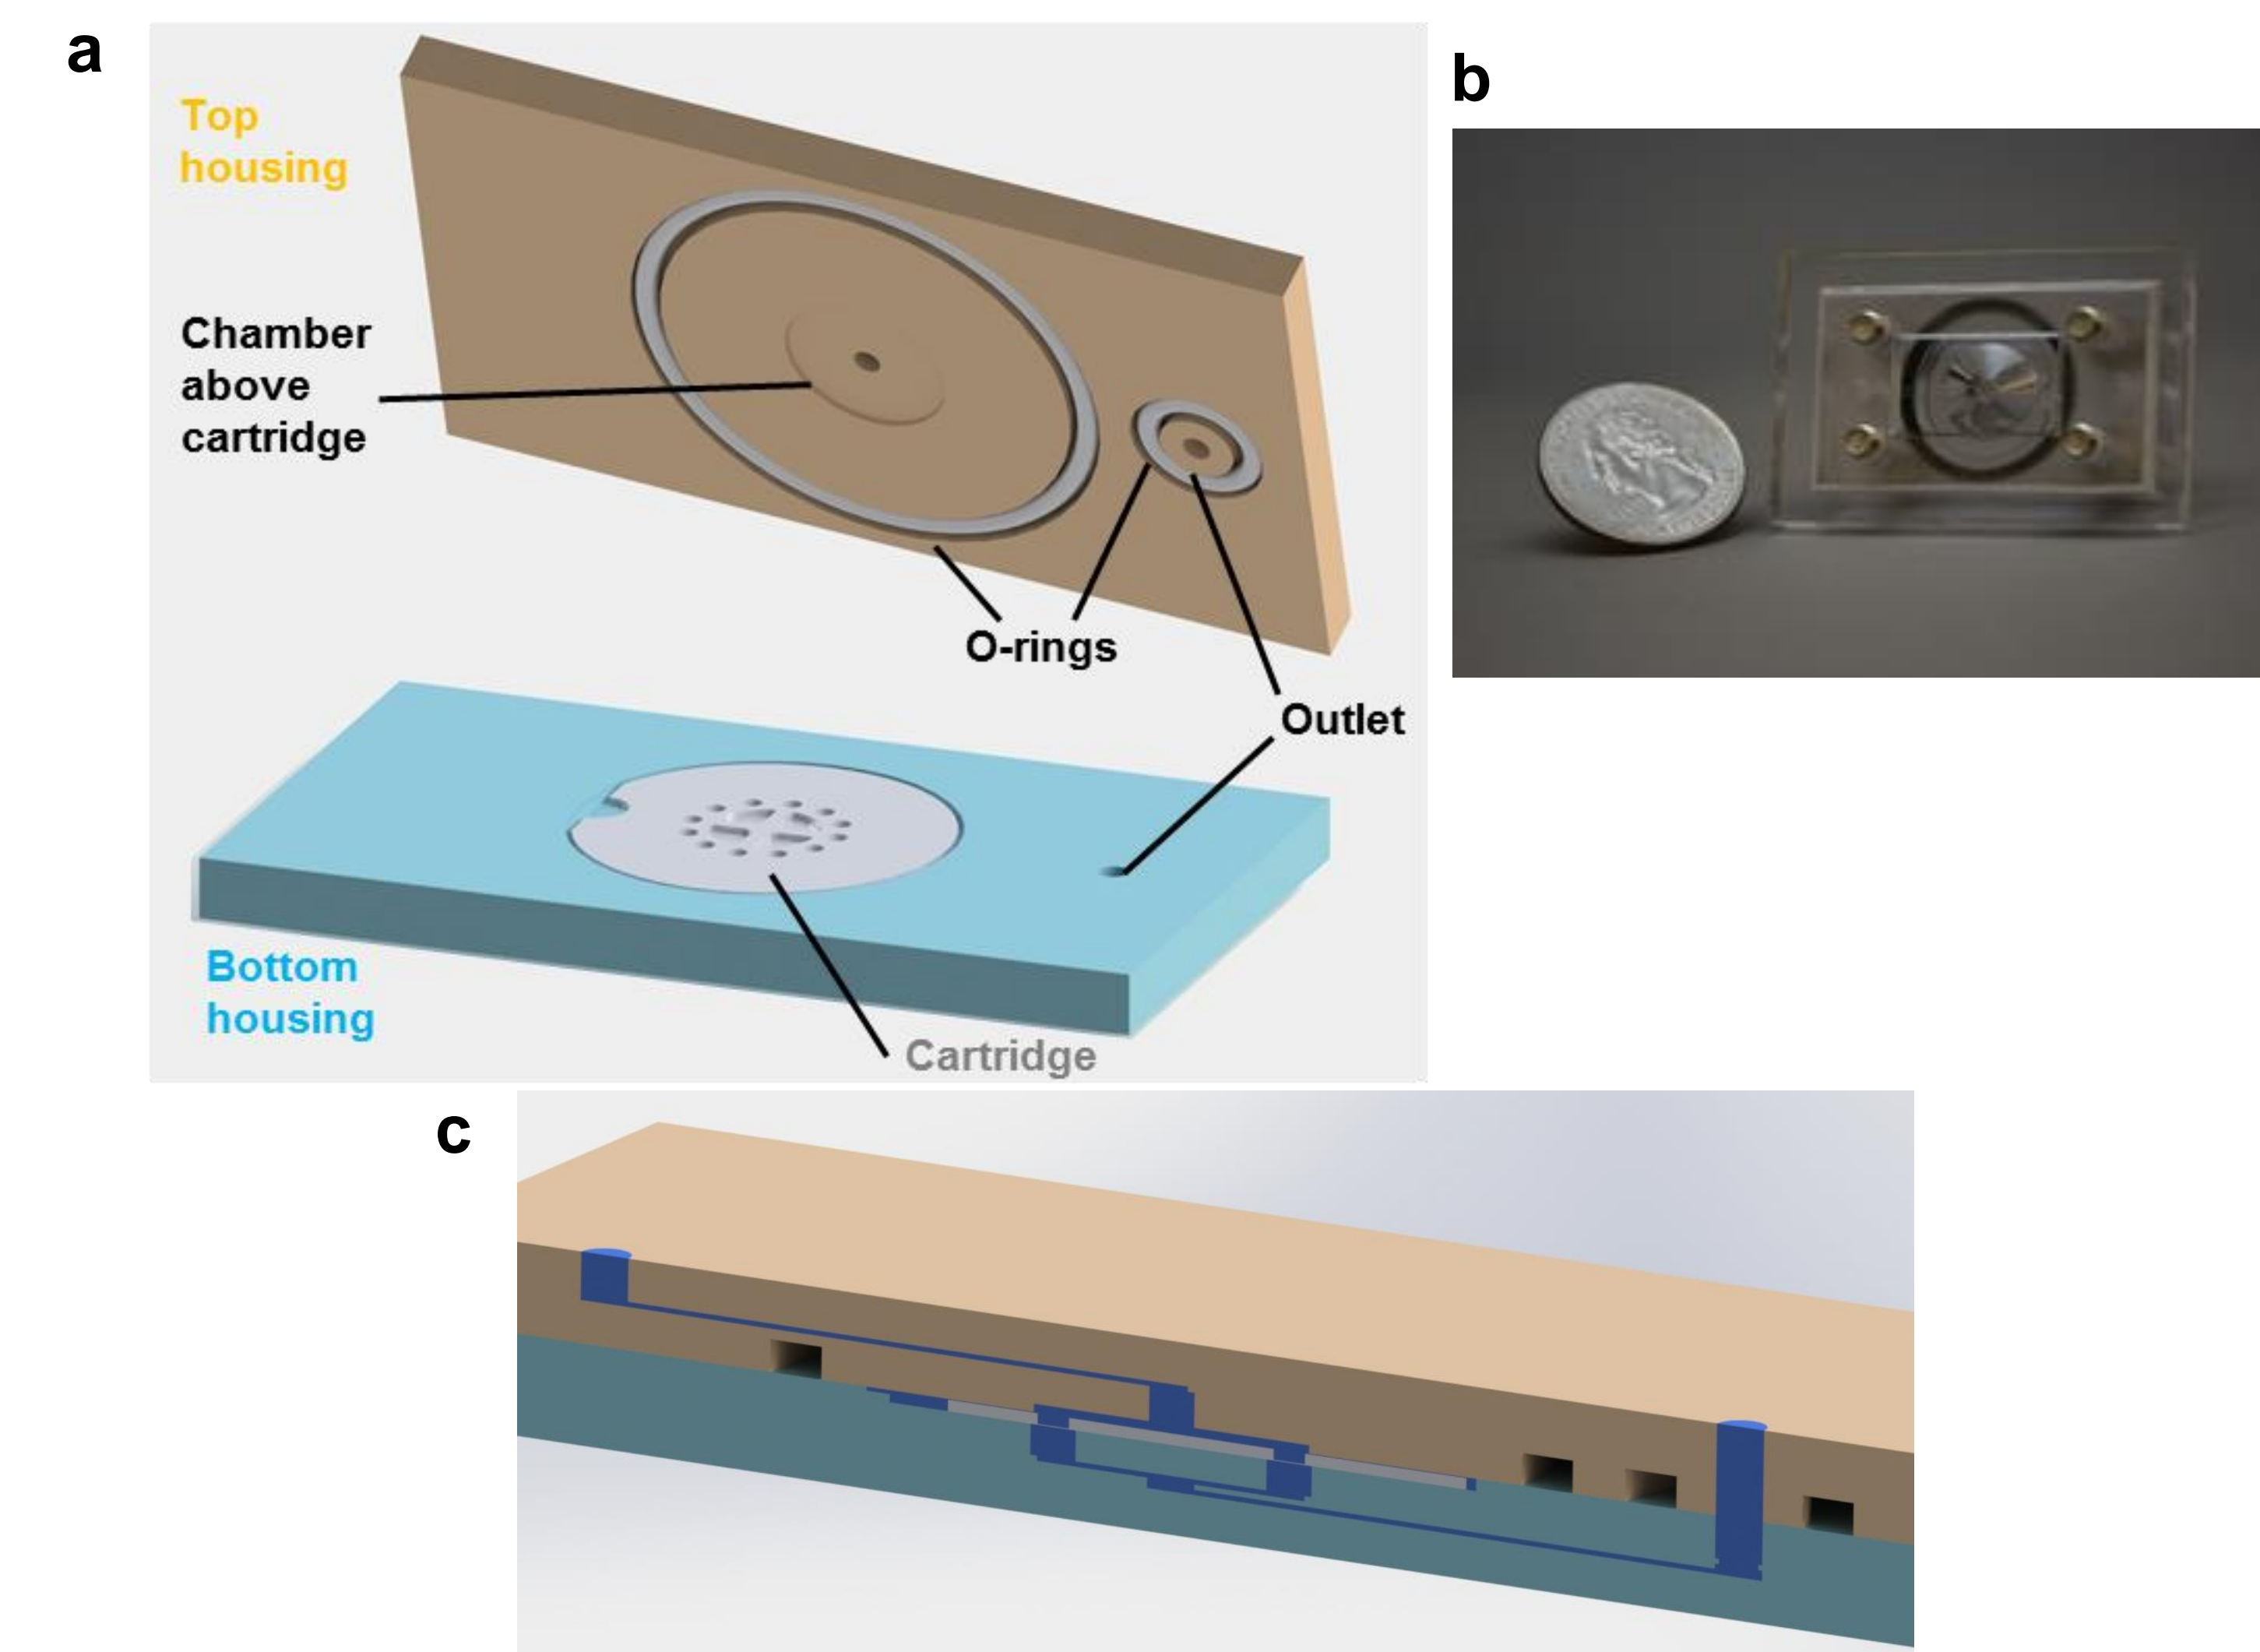 a
Top
housing
Chamber
above
cartridge
O-rings
Outlet
Bottom
housing
Cartridge
b
c